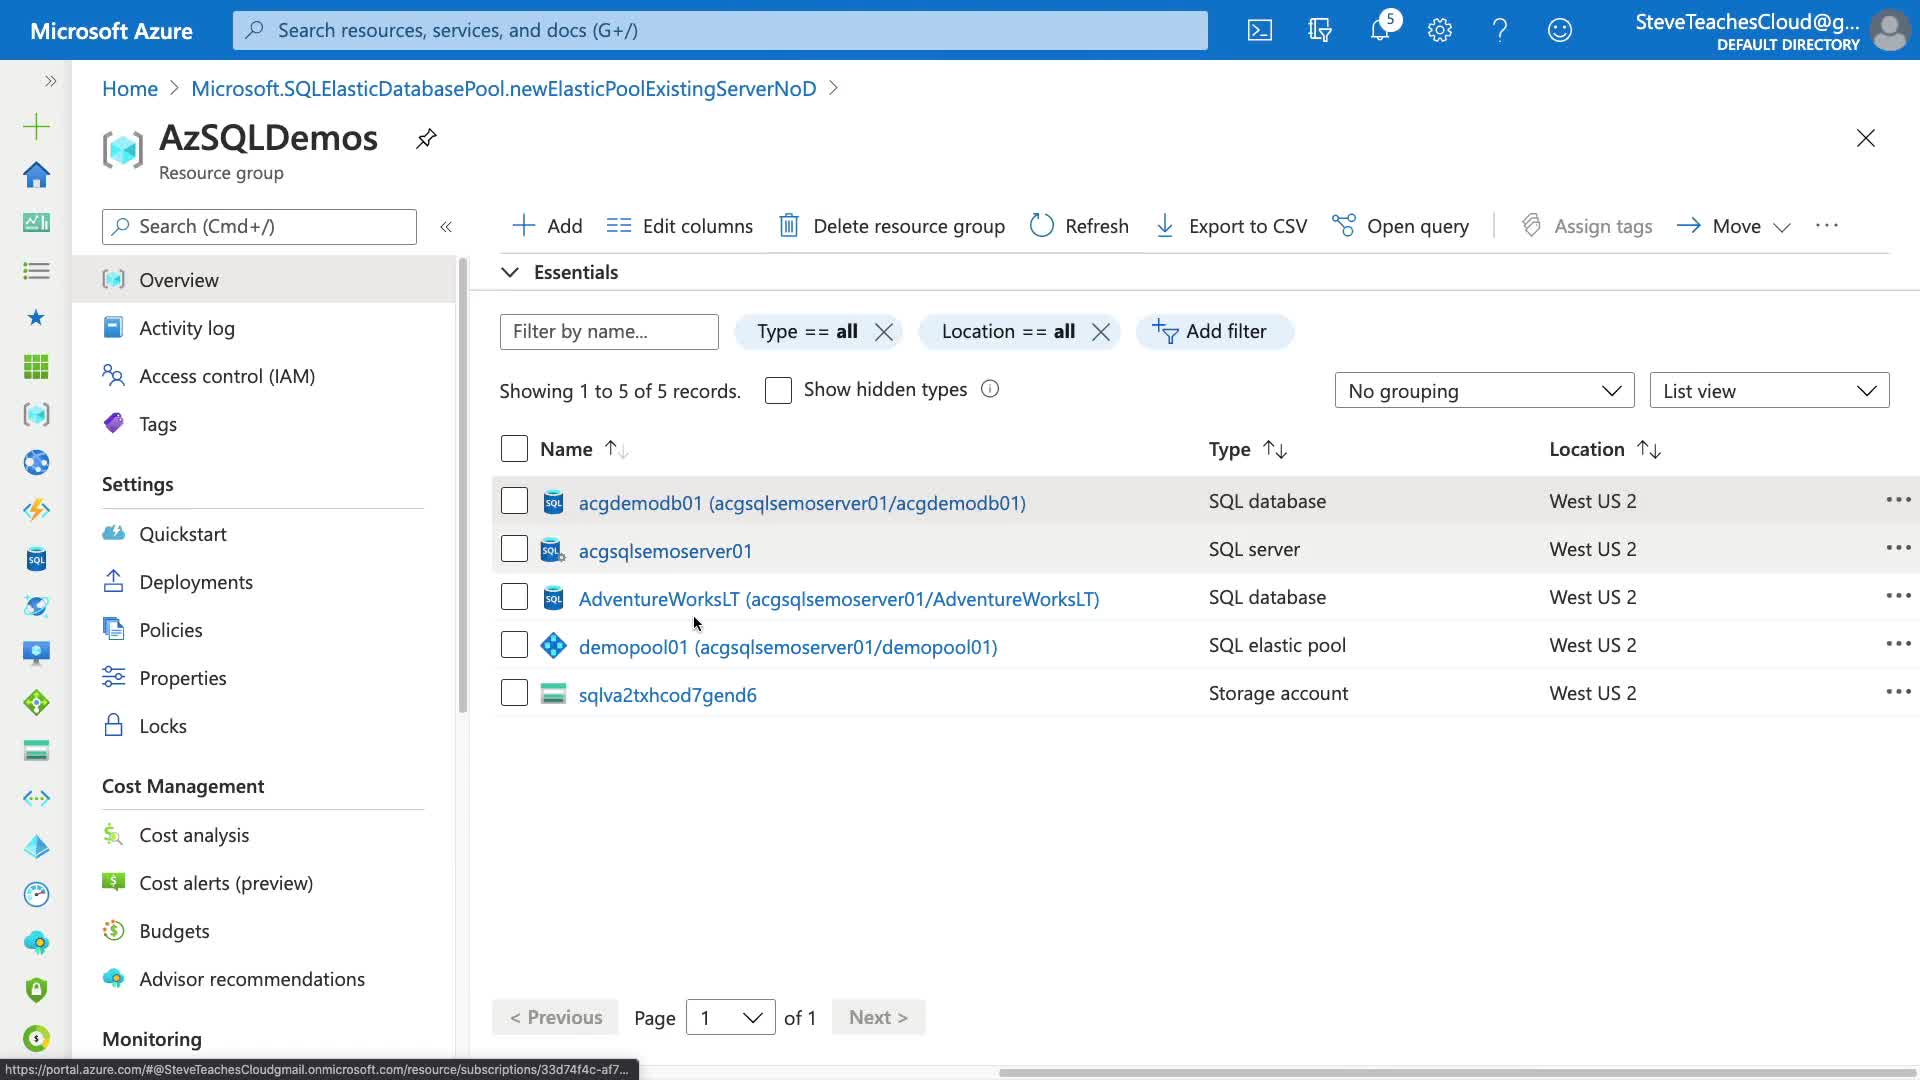 Microsoft Azure
Search resources, services, and docs (G+/)
5
SteveTeachesCloud@g...
DEFAULT DIRECTORY
Home > Microsoft.SQLElasticDatabasePool.newElasticPoolExistingServerNoD >
AzSQLDemos
Resource group
Search (Cmd+/)
Add
Edit columns
Delete resource group
Refresh
Export to CSV
Open query
Assign tags
Move
Overview
Activity log
Access control (IAM)
Tags
Settings
Quickstart
Deployments
Policies
Properties
Locks
Cost Management
Cost analysis
Cost alerts (preview)
Budgets
Advisor recommendations
Monitoring
Essentials
Filter by name...
Type == all
Location == all
Add filter
Showing 1 to 5 of 5 records.
Show hidden types
No grouping
List view
Name Type Location
acgdemodb01 (acgsqlsemoserver01/acgdemodb01) SQL database West US 2
acgsqlsemoserver01 SQL server West US 2
AdventureWorksLT (acgsqlsemoserver01/AdventureWorksLT) SQL database West US 2
demopool01 (acgsqlsemoserver01/demopool01) SQL elastic pool West US 2
sqlva2txhcod7gend6 Storage account West US 2
< Previous Page 1 of 1 Next >
https://portal.azure.com/#@SteveTeachesCloudgmail.onmicrosoft.com/resource/subscriptions/33d74f4c-af7...